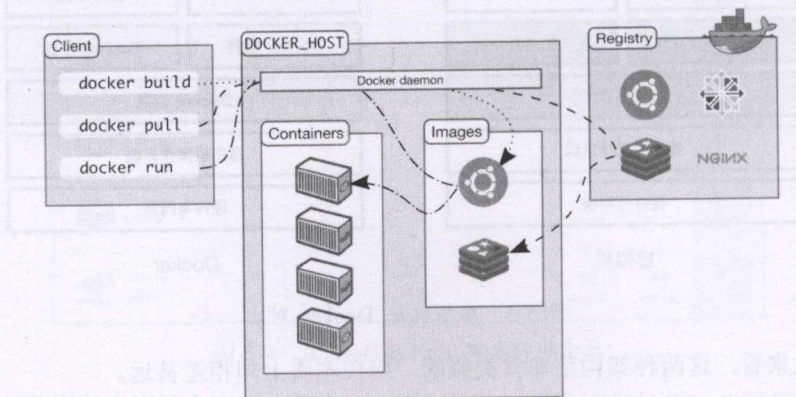 Client
docker build
docker pull
docker run
DOCKER_HOST
Docker daemon
Containers
Images
Registry
NGINX